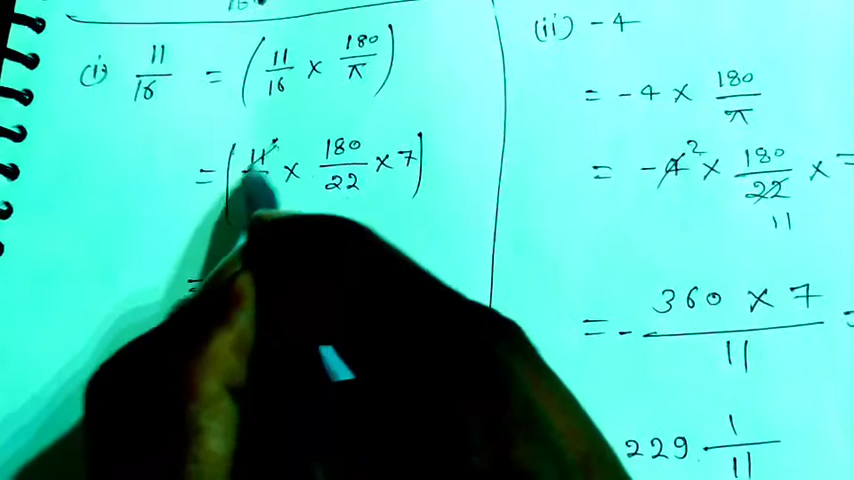 (i) 11/16 = (11/16 × 180/π)
= (11/ × 180/22 × 7)
=
(ii) -4
= -4 × 180/π
= -4² × 180/22 11 ×
= - 360 × 7 / 11 =
229 1/11